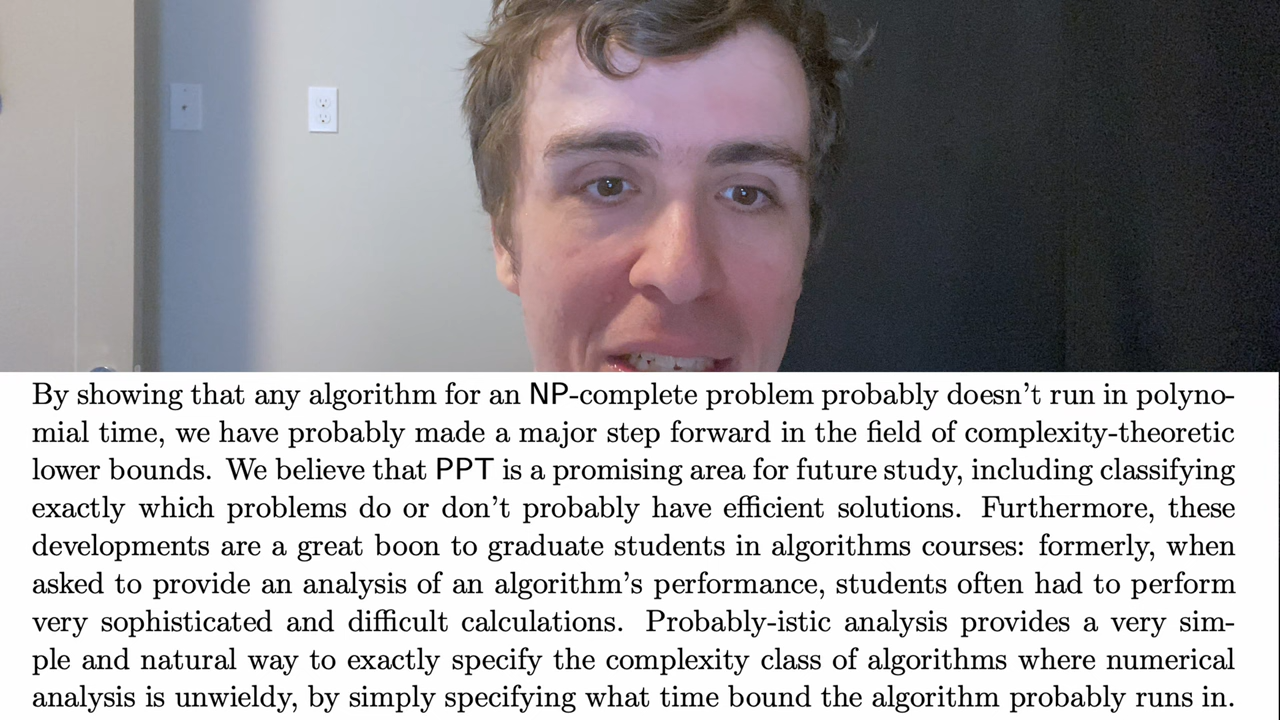 By showing that any algorithm for an NP-complete problem probably doesn't run in polyno-
mial time, we have probably made a major step forward in the field of complexity-theoretic
lower bounds. We believe that PPT is a promising area for future study, including classifying
exactly which problems do or don't probably have efficient solutions. Furthermore, these
developments are a great boon to graduate students in algorithms courses: formerly, when
asked to provide an analysis of an algorithm's performance, students often had to perform
very sophisticated and difficult calculations. Probably-istic analysis provides a very sim-
ple and natural way to exactly specify the complexity class of algorithms where numerical
analysis is unwieldy, by simply specifying what time bound the algorithm probably runs in.